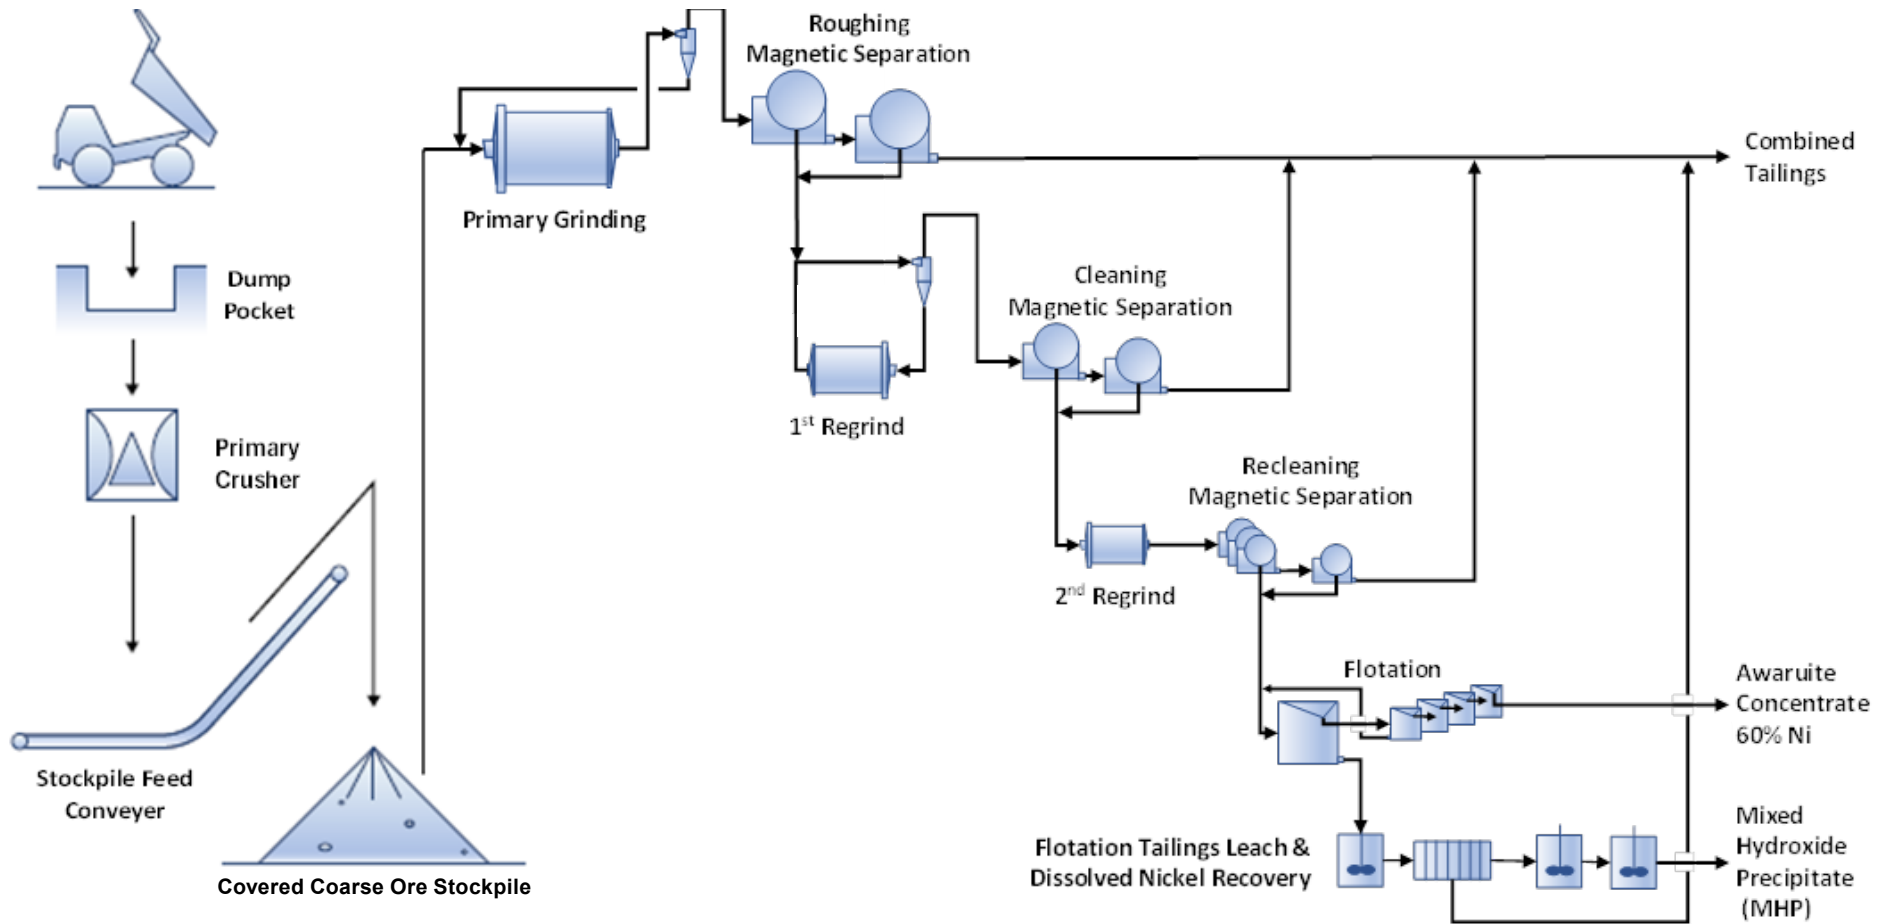 Roughing
Magnetic Separation
Combined
Tailings
Primary Grinding
Dump
Pocket
Cleaning
Magnetic Separation
1st Regrind
Primary
Crusher
Recleaning
Magnetic Separation
2nd Regrind
Flotation
Awaruite
Concentrate
60% Ni
Stockpile Feed
Conveyer
Mixed
Hydroxide
Precipitate
(MHP)
Flotation Tailings Leach &
Dissolved Nickel Recovery
Covered Coarse Ore Stockpile